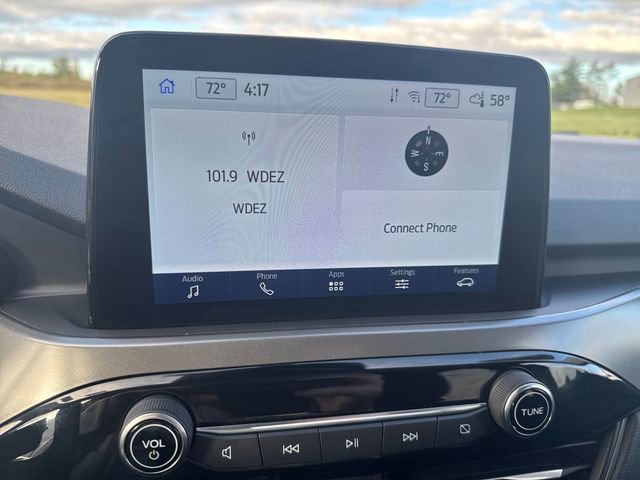 72° 4:17 72° 58°
101.9 WDEZ
WDEZ
N
W E
S
Connect Phone
Audio Phone Apps Settings Features
VOL
TUNE